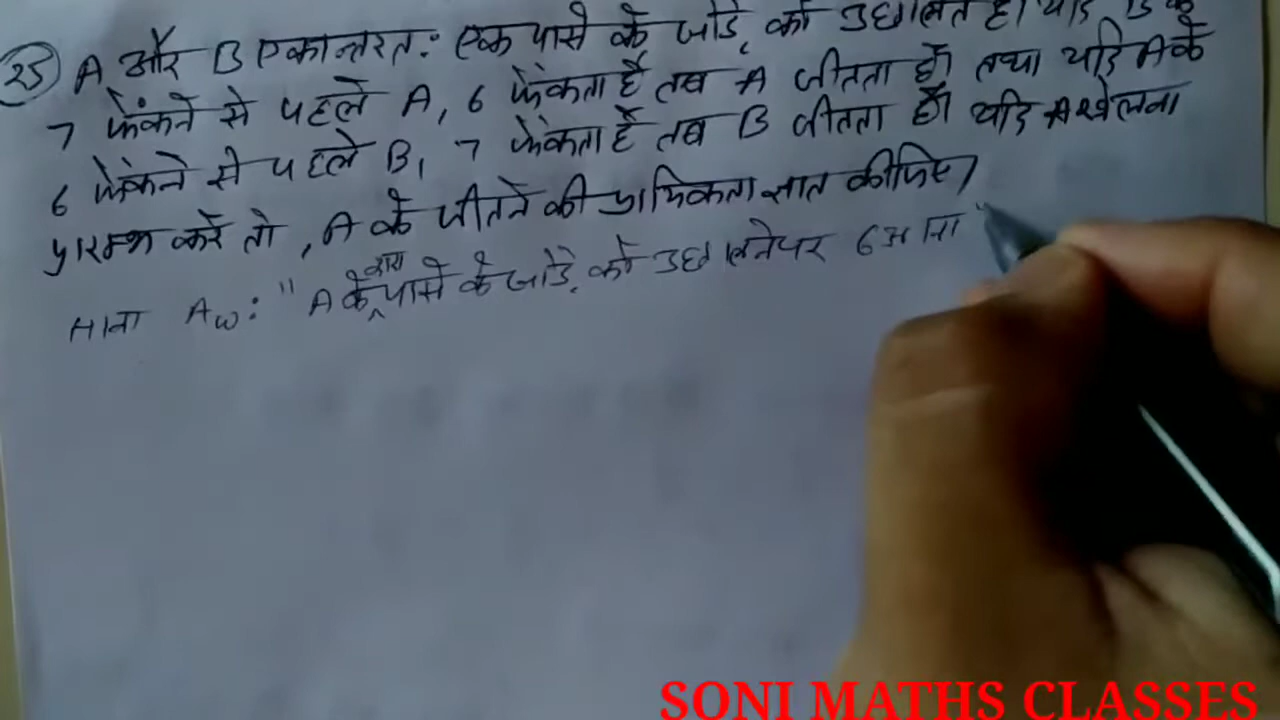 25 A और B एकान्तरत: एक पासे के जोड़े को उछालते है। यदि B के
7 फेंकने से पहले A, 6 फेंकता है तब A जीतता है। तथा यदि A के
6 फेंकने से पहले B, 7 फेंकता है तब B जीतता है। यदि A खेलना
प्रारम्भ करें तो, A के जीतने की प्रायिकता ज्ञात कीजिए।
माना Aw: "A के द्वारा पासे के जोड़े को उछालने पर 6 आना"
SONI MATHS CLASSES